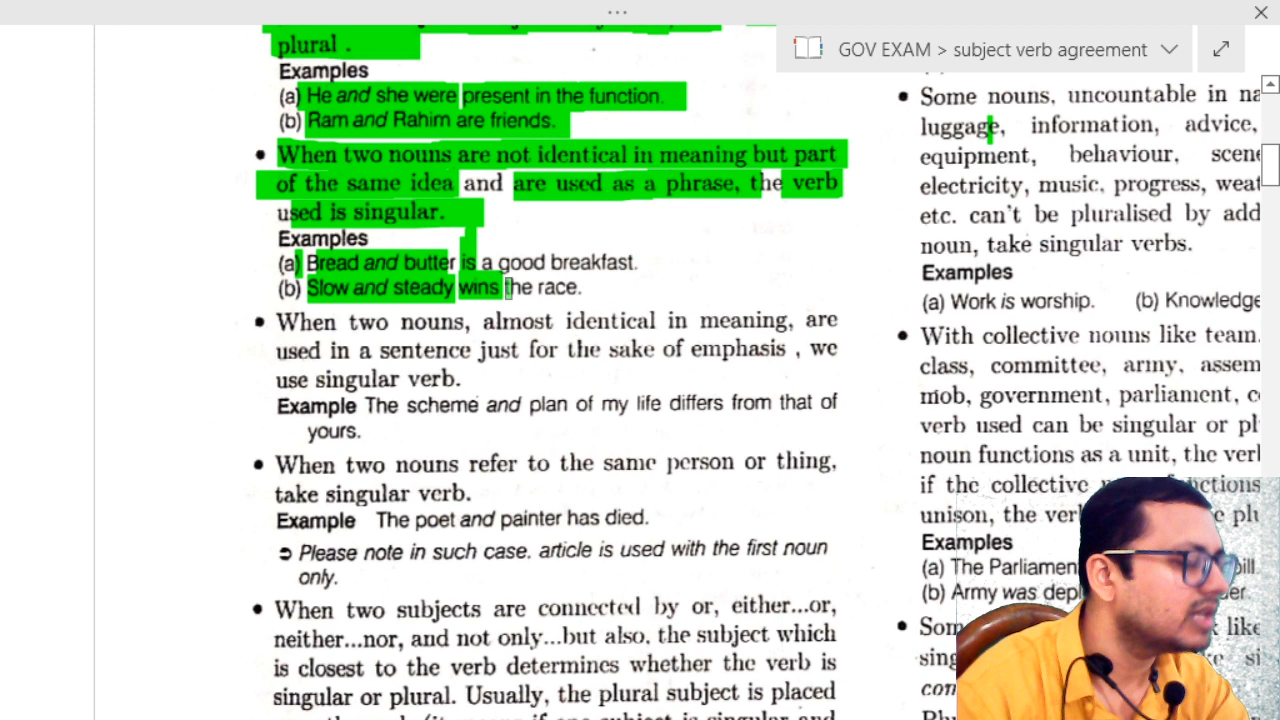 GOV EXAM > subject verb agreement
plural .
Examples
(a) He and she were present in the function.
(b) Ram and Rahim are friends.
• When two nouns are not identical in meaning but part
of the same idea and are used as a phrase, the verb
used is singular.
Examples
(a) Bread and butter is a good breakfast.
(b) Slow and steady wins the race.
• When two nouns, almost identical in meaning, are
used in a sentence just for the sake of emphasis , we
use singular verb.
Example The scheme and plan of my life differs from that of
yours.
• When two nouns refer to the same person or thing,
take singular verb.
Example The poet and painter has died.
➲ Please note in such case. article is used with the first noun
only.
• When two subjects are connected by or, either...or,
neither...nor, and not only...but also, the subject which
is closest to the verb determines whether the verb is
singular or plural. Usually, the plural subject is placed
• Some nouns, uncountable in
luggage, information, advice,
equipment, behaviour,
electricity, music, progress,
etc. can't be pluralised by
noun, take singular verbs.
Examples
(a) Work is worship. (b) Knowledge
• With collective nouns like team,
class, committee, army,
mob, government, parliament,
verb used can be singular or
noun functions as a unit, the
if the collective
unison, the
Examples
(a) The bill.
(b) Army was
• like